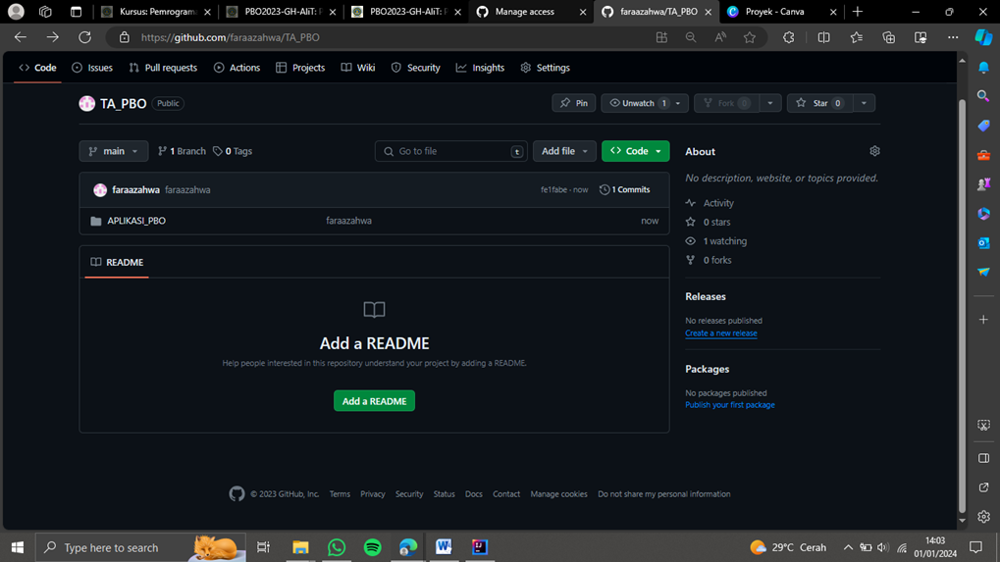 Kursus: Pemrograma
PBO2023-GH-AliT: P
PBO2023-GH-AliT: P
Manage access
faraazahwa/TA_PBO
Proyek - Canva
https://github.com/faraazahwa/TA_PBO
Code Issues Pull requests Actions Projects Wiki Security Insights Settings
TA_PBO Public Pin Unwatch 1 Fork 0 Star 0
main 1 Branch 0 Tags Go to file t Add file Code
About
No description, website, or topics provided.
faraazahwa faraazahwa fe1fabe · now 1 Commits
APLIKASI_PBO faraazahwa now
Activity
0 stars
1 watching
0 forks
README
Add a README
Help people interested in this repository understand your project by adding a README.
Add a README
Releases
No releases published
Create a new release
Packages
No packages published
Publish your first package
© 2023 GitHub, Inc. Terms Privacy Security Status Docs Contact Manage cookies Do not share my personal information
Type here to search
29°C Cerah
14:03
01/01/2024